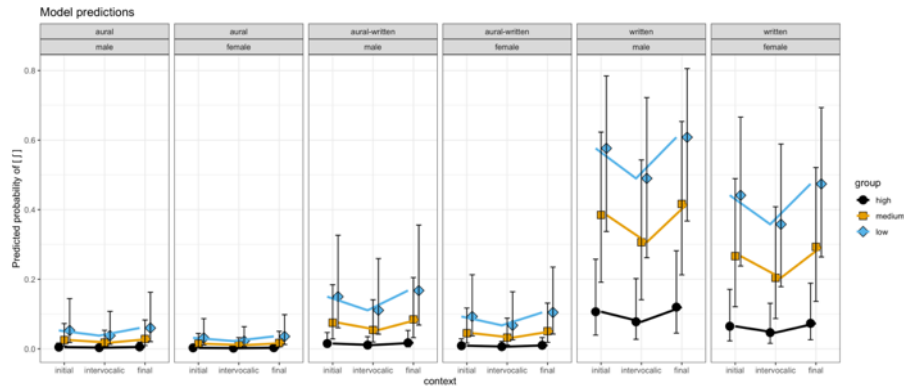 Model predictions
aural aural aural-written aural-written written written
male female male female male female
0.8
0.6
0.4
0.2
0.0
Predicted probability of [ʃ]
initial intervocalic final initial intervocalic final initial intervocalic final initial intervocalic final initial intervocalic final initial intervocalic final
context
group
high
medium
low